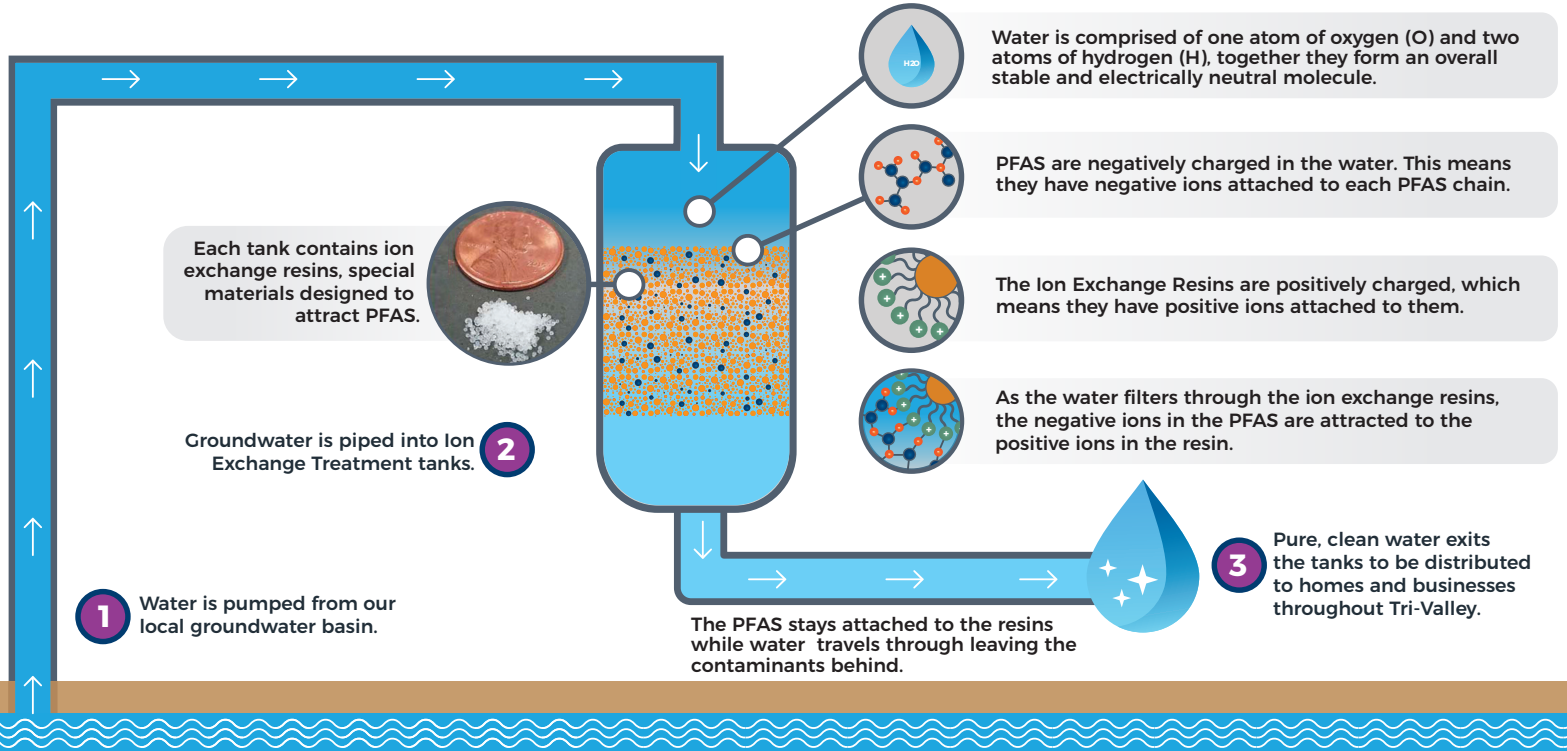 Water is comprised of one atom of oxygen (O) and two
atoms of hydrogen (H), together they form an overall
stable and electrically neutral molecule.
H2O
PFAS are negatively charged in the water. This means
they have negative ions attached to each PFAS chain.
Each tank contains ion
exchange resins, special
materials designed to
attract PFAS.
The Ion Exchange Resins are positively charged, which
means they have positive ions attached to them.
+
+
+
+
+
As the water filters through the ion exchange resins,
the negative ions in the PFAS are attracted to the
positive ions in the resin.
+
+
+
+
+
+
Groundwater is piped into Ion
Exchange Treatment tanks.
2
3
Pure, clean water exits
the tanks to be distributed
to homes and businesses
throughout Tri-Valley.
1
Water is pumped from our
local groundwater basin.
The PFAS stays attached to the resins
while water travels through leaving the
contaminants behind.